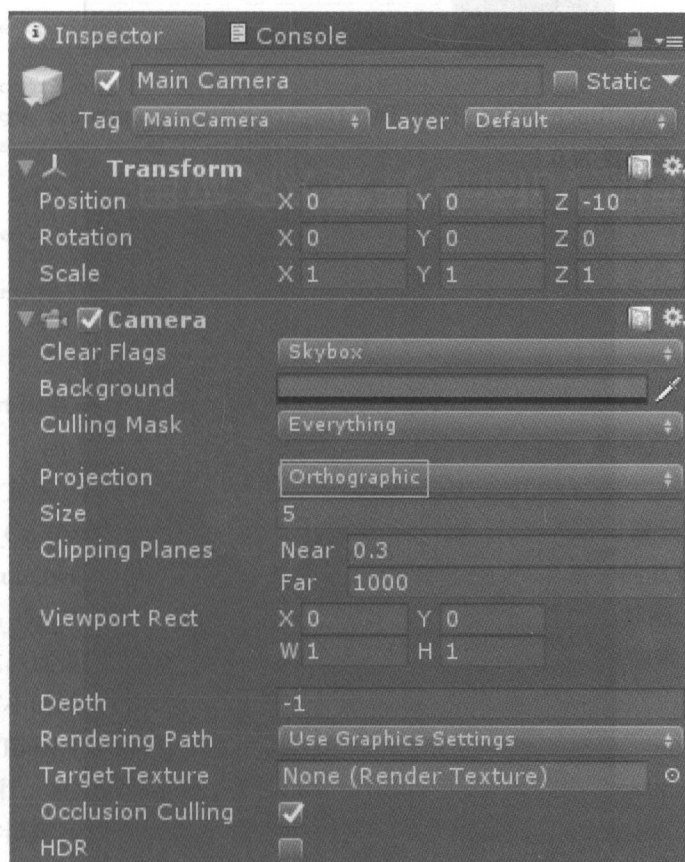 Inspector Console
Main Camera Static
Tag MainCamera Layer Default
Transform
Position X 0 Y 0 Z -10
Rotation X 0 Y 0 Z 0
Scale X 1 Y 1 Z 1
Camera
Clear Flags Skybox
Background
Culling Mask Everything
Projection Orthographic
Size 5
Clipping Planes Near 0.3
Far 1000
Viewport Rect X 0 Y 0
W 1 H 1
Depth -1
Rendering Path Use Graphics Settings
Target Texture None (Render Texture)
Occlusion Culling
HDR